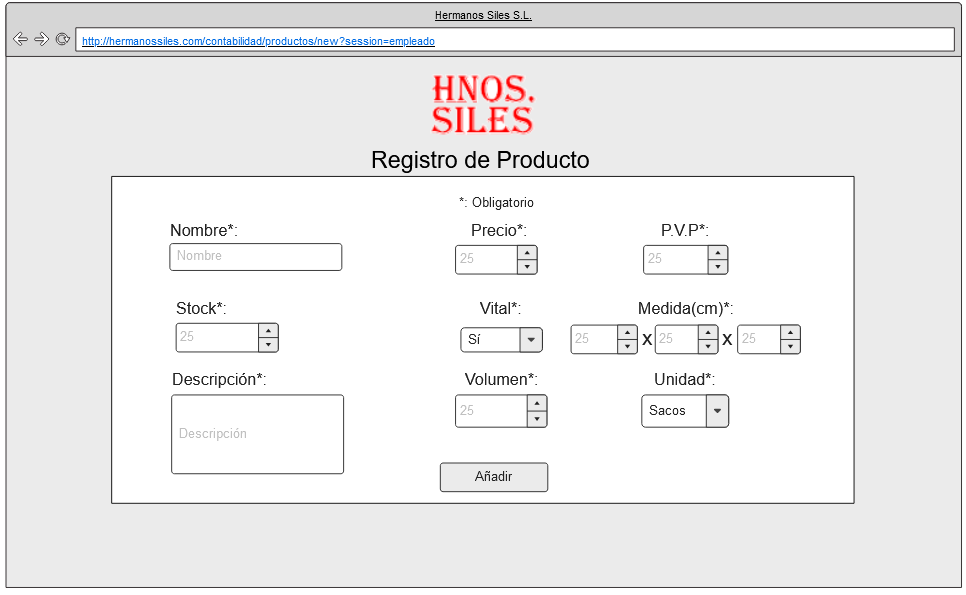 Hermanos Siles S.L.
http://hermanossiles.com/contabilidad/productos/new?session=empleado
HNOS.
SILES
Registro de Producto
*: Obligatorio
Nombre*: Precio*: P.V.P*:
Nombre 25 25
Stock*: Vital*: Medida(cm)*:
25 Sí 25 X 25 X 25
Descripción*: Volumen*: Unidad*:
25 Sacos
Descripción
Añadir